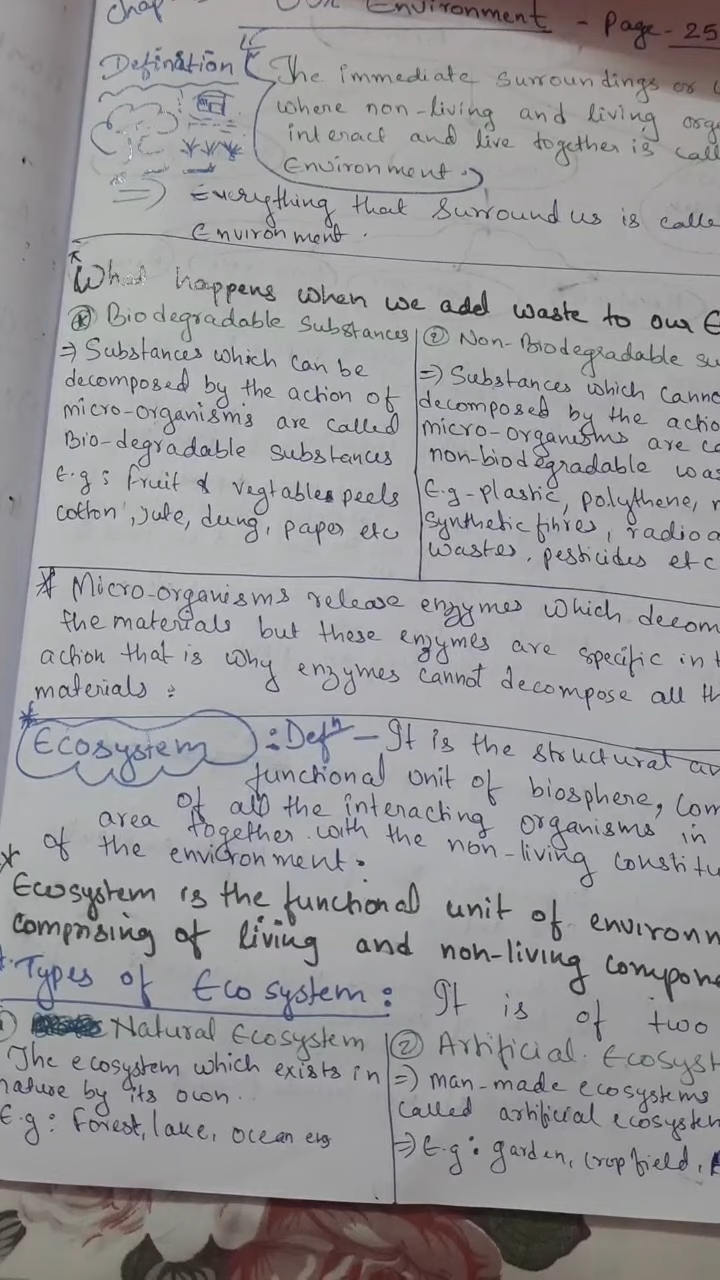 Chap Our Environment - Page - 25
Definition The immediate surroundings or
where non-living and living
interact and live together is
Environment.
=> Everything that surround us is
Environment.
What happens when we add waste to our
Biodegradable Substances
=> Substances which can be
decomposed by the action of
micro-organisms are called
Bio-degradable substances
E.g : fruit & vegtables peels
cotton, jute, dung, paper etc
② Non-Biodegradable
=> Substances which
decomposed by the
micro-organisms are
non-biodegradable
E.g - plastic, polythene,
synthetic fibres,
wastes, pesticides etc
* Micro-organisms release enzymes which
the materials but these enzymes are specific in
action that is why enzymes cannot decompose all
materials :
* Ecosystem : Defⁿ - It is the structural
functional unit of biosphere,
of all the interacting organisms in
area together with the non-living
of the environment.
* Ecosystem is the functional unit of
comprising of living and non-living
* Types of Ecosystem : It is of two
Natural Ecosystem
The ecosystem which exists in
nature by its own.
E.g : Forest, lake, ocean
② Artificial
=> man-made ecosystems
called artificial
=> E.g : garden, crop field,